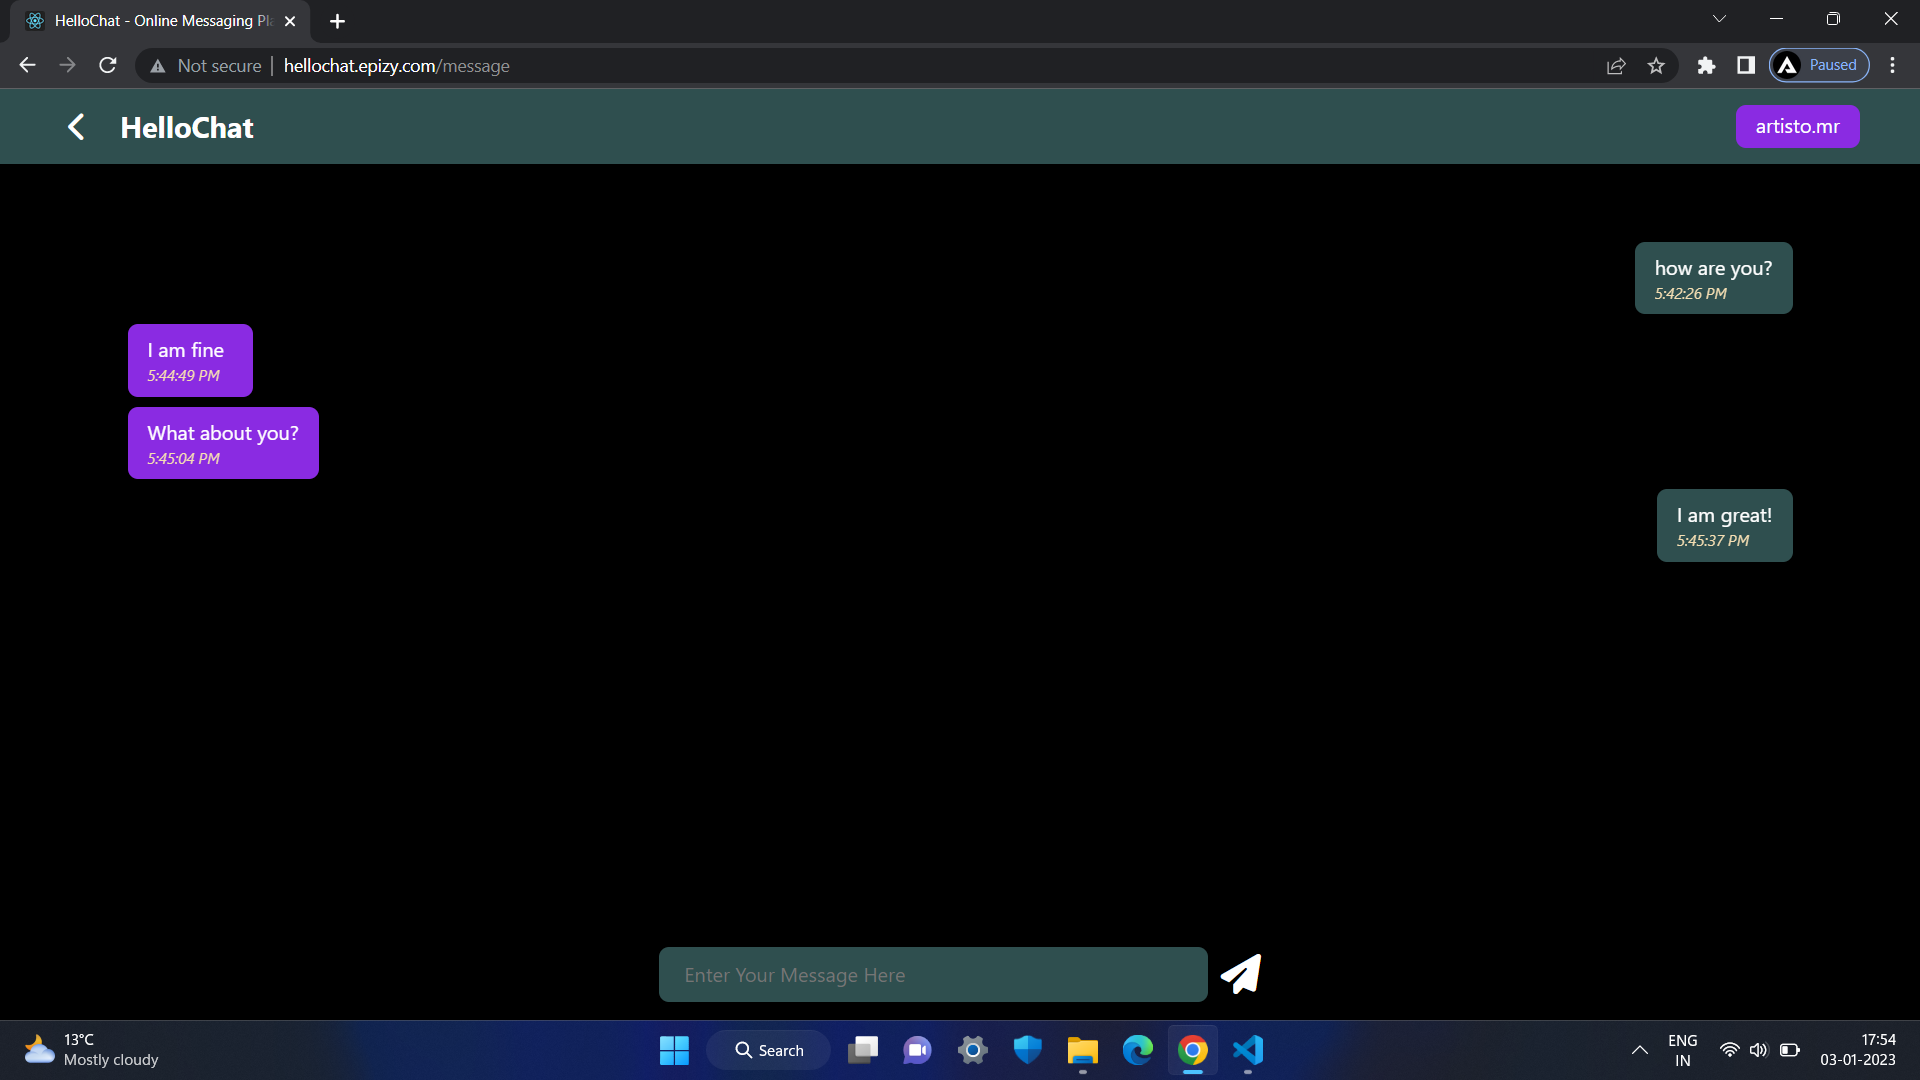 HelloChat - Online Messaging Pla
Not secure
hellochat.epizy.com/message
Paused
HelloChat
artisto.mr
how are you?
5:42:26 PM
I am fine
5:44:49 PM
What about you?
5:45:04 PM
I am great!
5:45:37 PM
Enter Your Message Here
13°C
Mostly cloudy
Search
ENG
IN
17:54
03-01-2023